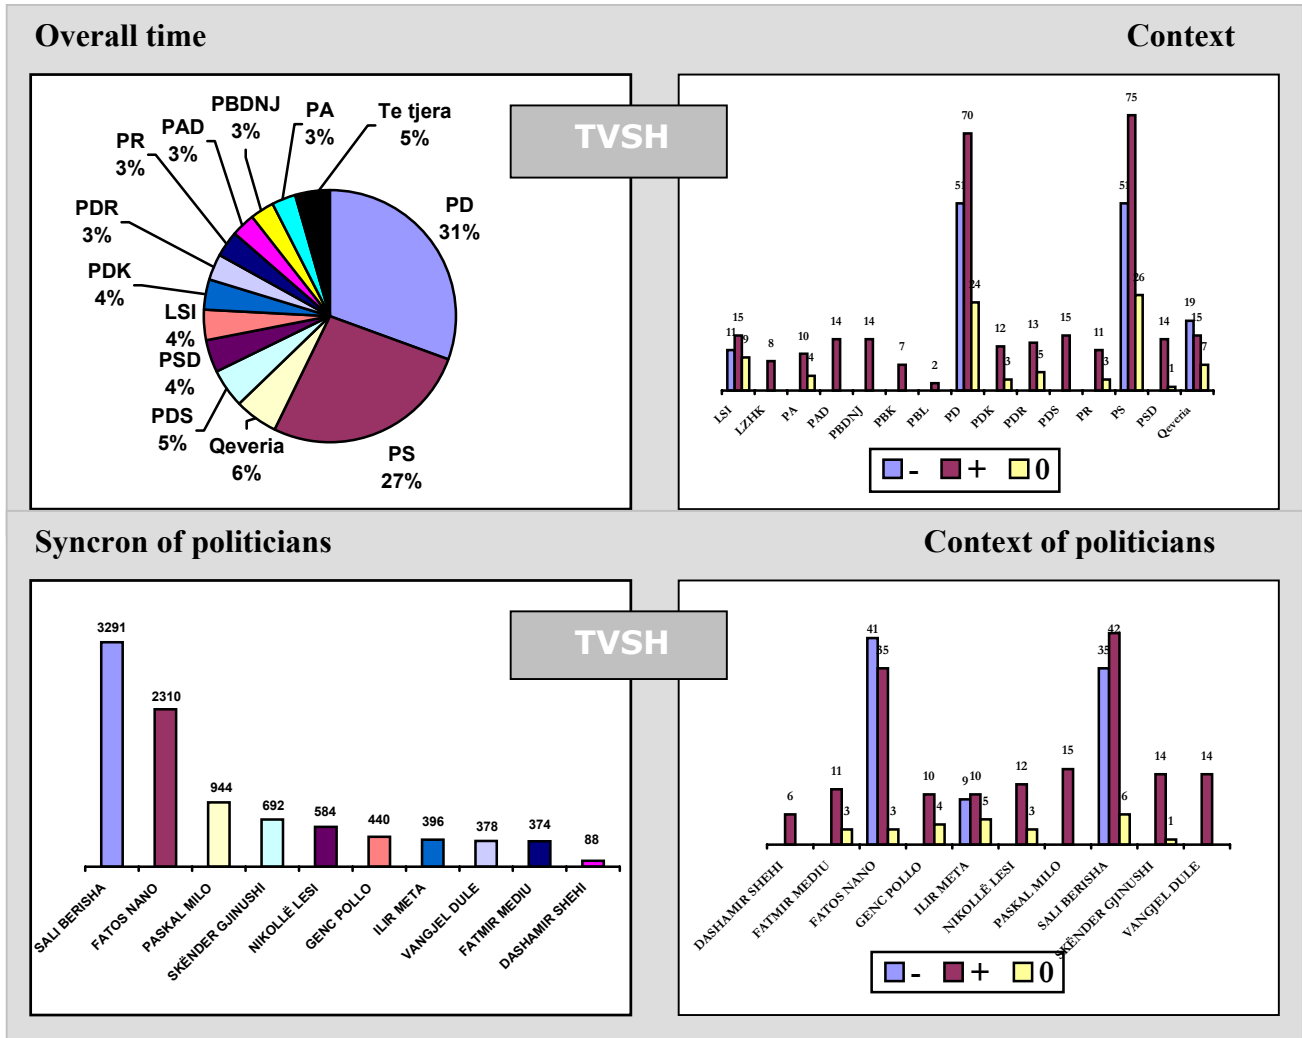 Overall time
Context
TVSH
PBDNJ
3%
PA
3%
Te tjera
5%
PAD
3%
PR
3%
PDR
3%
PDK
4%
LSI
4%
PSD
4%
PDS
5%
Qeveria
6%
PS
27%
PD
31%
11 15 9 8 10 4 14 14 7 2 51 70 24 12 3 13 5 15 11 3 51 75 26 14 1 19 15 7
LSI LZHK PA PAD PBDNJ PBK PBL PD PDK PDR PDS PR PS PSD Qeveria
- + 0
Syncron of politicians
Context of politicians
TVSH
3291 2310 944 692 584 440 396 378 374 88
SALI BERISHA
FATOS NANO
PASKAL MILO
SKËNDER GJINUSHI
NIKOLLË LESI
GENC POLLO
ILIR META
VANGJEL DULE
FATMIR MEDIU
DASHAMIR SHEHI
6 11 3 41 35 3 10 4 9 10 5 12 3 15 35 42 6 14 1 14
DASHAMIR SHEHI
FATMIR MEDIU
FATOS NANO
GENC POLLO
ILIR META
NIKOLLË LESI
PASKAL MILO
SALI BERISHA
SKËNDER GJINUSHI
VANGJEL DULE
- + 0